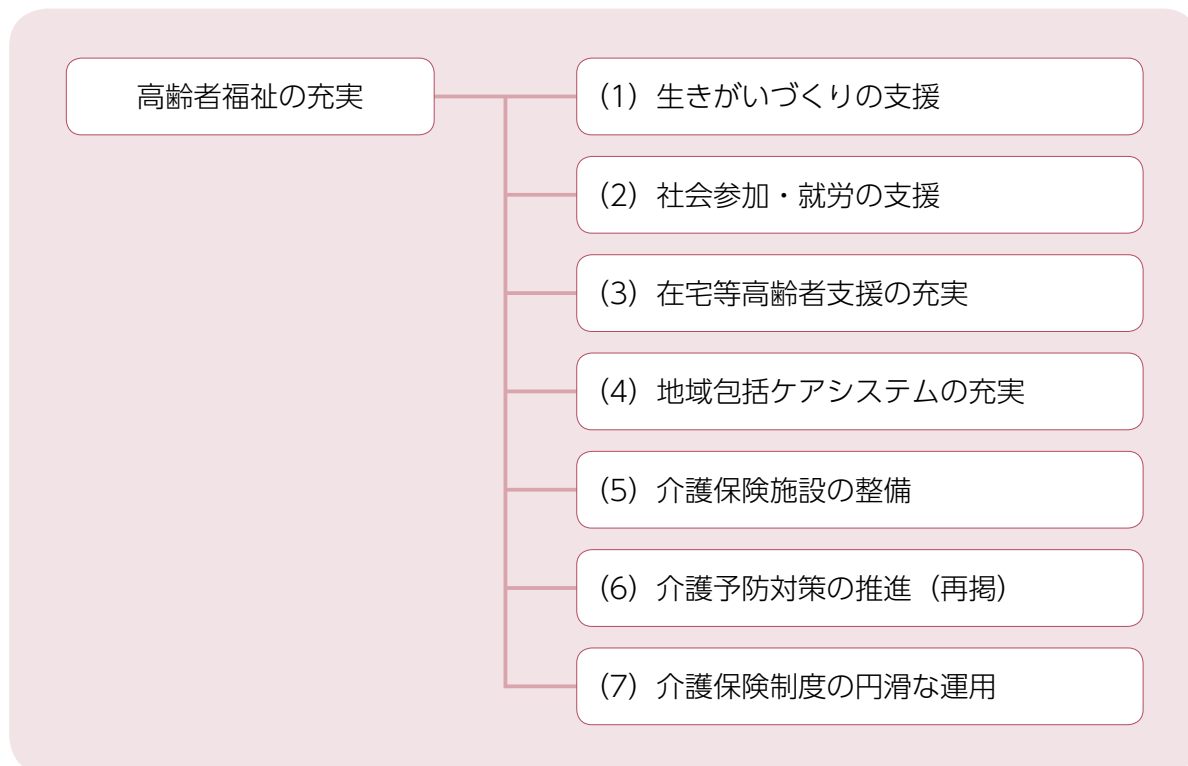 高齢者福祉の充実
（1）生きがいづくりの支援
（2）社会参加・就労の支援
（3）在宅等高齢者支援の充実
（4）地域包括ケアシステムの充実
（5）介護保険施設の整備
（6）介護予防対策の推進（再掲）
（7）介護保険制度の円滑な運用